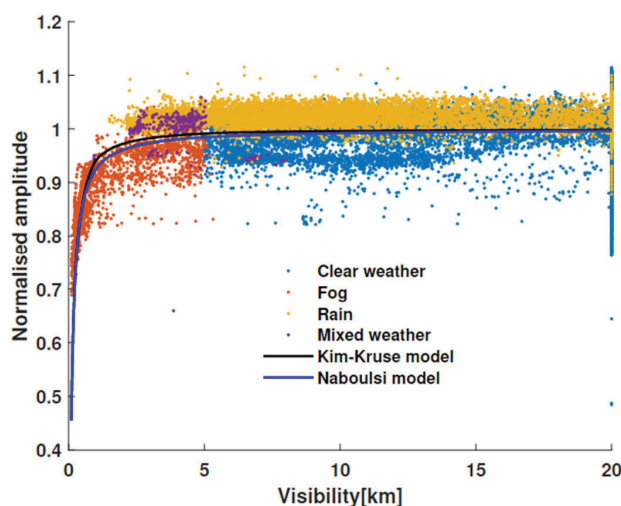 1.2
1.1
1
0.9
0.8
0.7
0.6
0.5
0.4
Normalised amplitude
Clear weather
Fog
Rain
Mixed weather
Kim-Kruse model
Naboulsi model
0 5 10 15 20
Visibility[km]